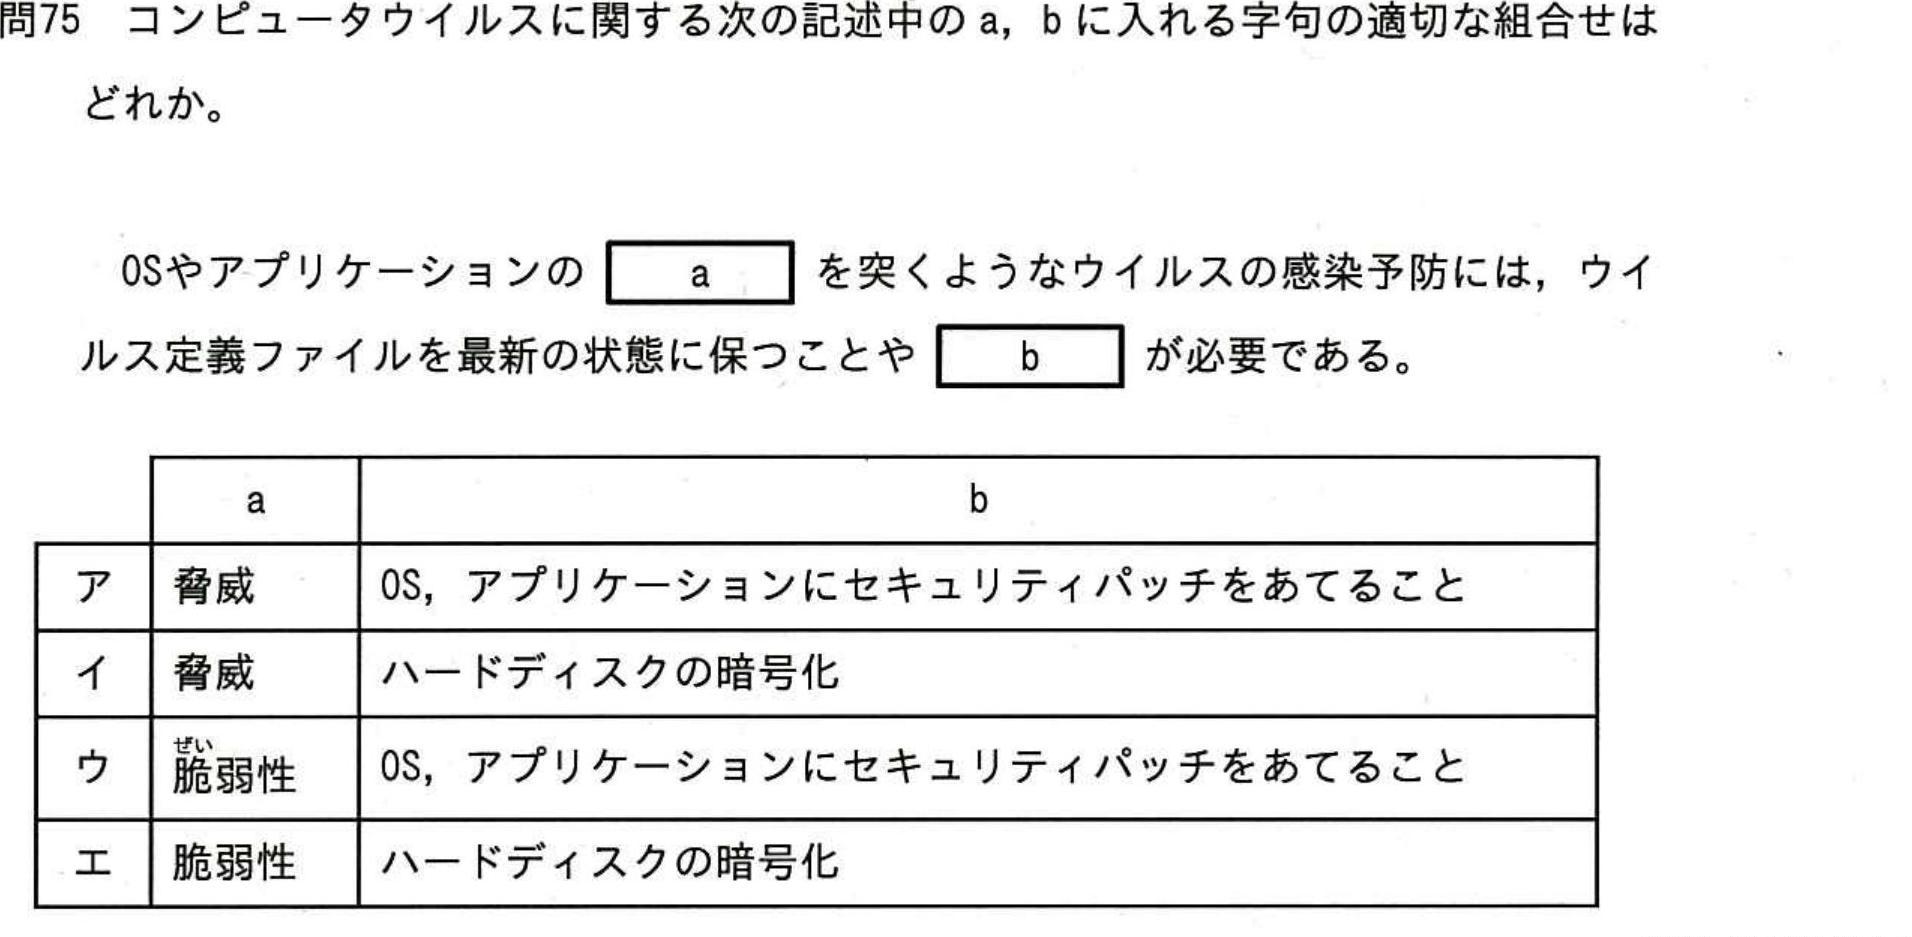 問75 コンピュータウイルスに関する次の記述中の a, b に入れる字句の適切な組合せは
どれか。
OSやアプリケーションの a を突くようなウイルスの感染予防には, ウイ
ルス定義ファイルを最新の状態に保つことや b が必要である。
a b
ア 脅威 OS, アプリケーションにセキュリティパッチをあてること
イ 脅威 ハードディスクの暗号化
ぜい
ウ 脆弱性 OS, アプリケーションにセキュリティパッチをあてること
エ 脆弱性 ハードディスクの暗号化